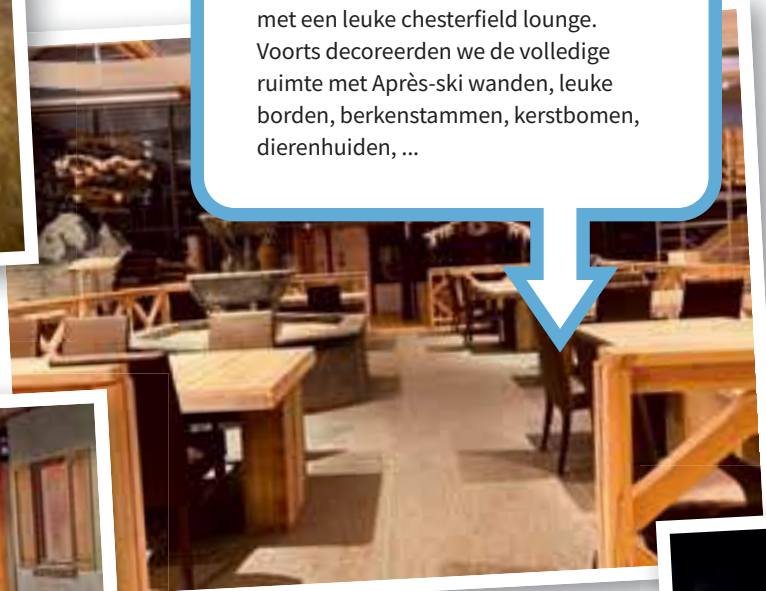 met een leuke chesterfield lounge.
Voorts decoreerden we de volledige
ruimte met Après-ski wanden, leuke
borden, berkenstammen, kerstbomen,
dierenhuiden, ...